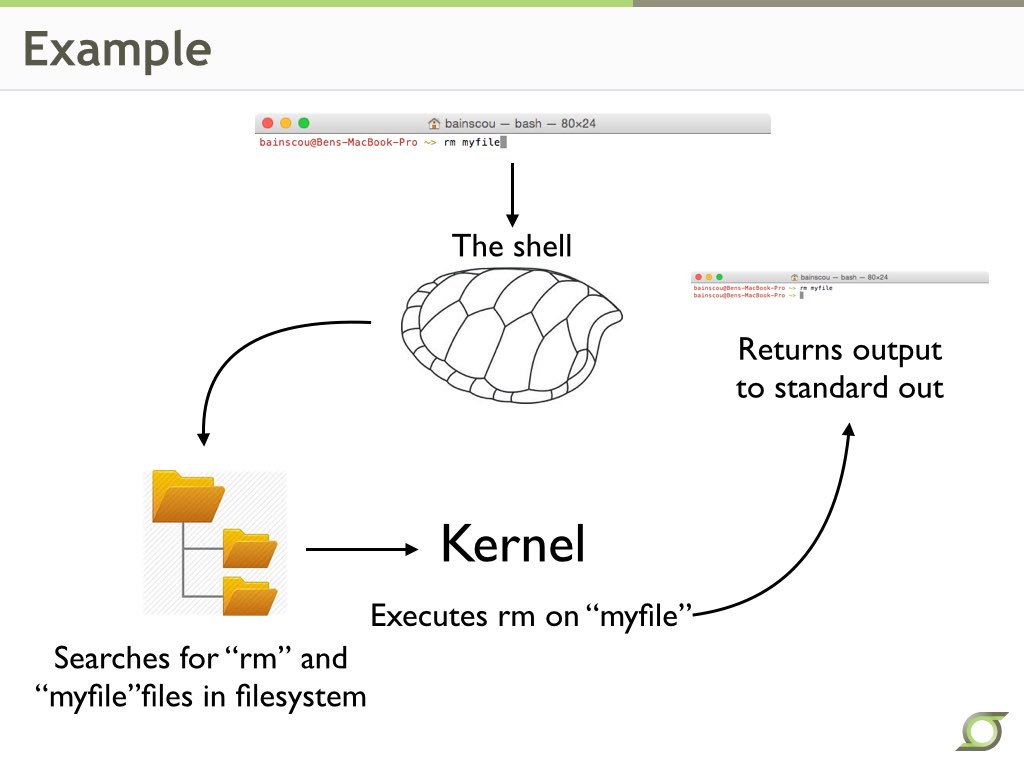 Example
bainscou — bash — 80×24
bainscou@Bens-MacBook-Pro ~> rm myfile
The shell
bainscou — bash — 80×24
bainscou@Bens-MacBook-Pro ~> rm myfile
bainscou@Bens-MacBook-Pro ~>
Returns output
to standard out
Kernel
Executes rm on “myfile”
Searches for “rm” and
“myfile”files in filesystem